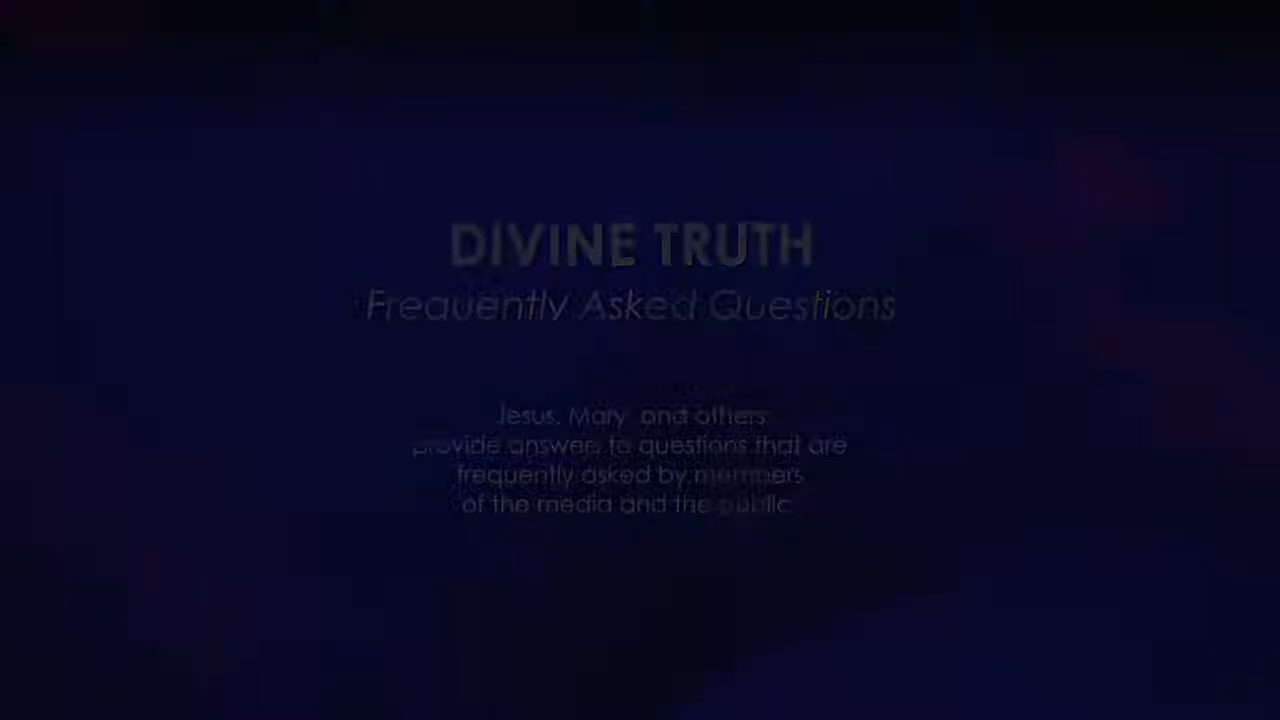 DIVINE TRUTH
Frequently Asked Questions
Jesus, Mary and others
provide answers to questions that are
frequently asked by members
of the media and the public